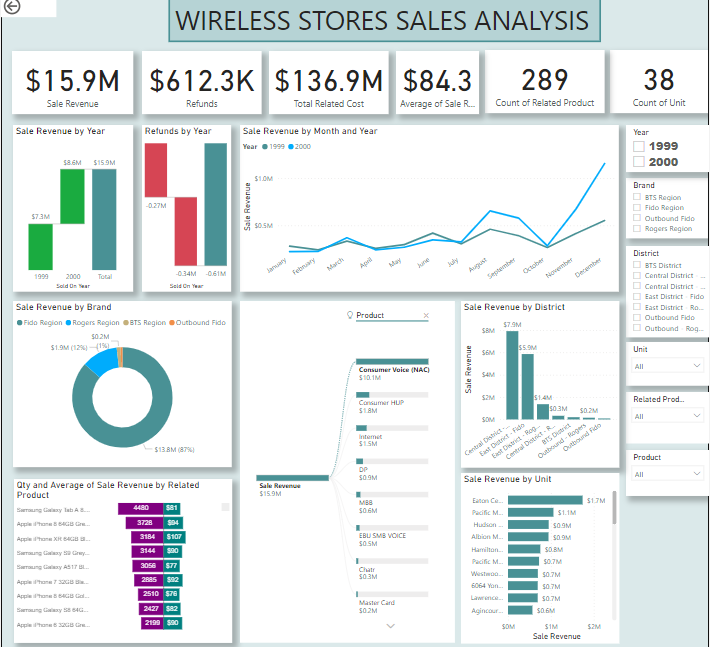 WIRELESS STORES SALES ANALYSIS
$15.9M
Sale Revenue
$612.3K
Refunds
$136.9M
Total Related Cost
$84.3
Average of Sale R...
289
Count of Related Product
38
Count of Unit
Sale Revenue by Year
$7.3M
$8.6M
$15.9M
1999 2000 Total
Sold On Year
Refunds by Year
-0.27M
-0.34M
-0.61M
Sold On Year
Sale Revenue by Month and Year
Year 1999 2000
Sale Revenue
$1.0M
$0.5M
January February March April May June July August September October November December
Year
1999
2000
Brand
BTS Region
Fido Region
Outbound Fido
Rogers Region
District
BTS District
Central District - ...
Central District - ...
East District - Fido
East District - Ro...
Outbound Fido
Outbound - Rog...
Unit
All
Related Prod...
All
Product
All
Sale Revenue by Brand
Fido Region Rogers Region BTS Region Outbound Fido
$0.2M
(1%)
$1.9M (12%)
$13.8M (87%)
Product
Sale Revenue
$15.9M
Consumer Voice (NAC)
$10.1M
Consumer HUP
$1.8M
Internet
$1.5M
DP
$0.9M
MBB
$0.6M
EBU SMB VOICE
$0.5M
Chatr
$0.3M
Master Card
$0.2M
Sale Revenue by District
Sale Revenue
$8M
$6M
$4M
$2M
$0M
$7.9M
$5.9M
$1.4M
$0.3M
$0.2M
Central District - ...
East District - Fido
East District - Rog...
Central District - R...
BTS District
Outbound - Rogers
Outbound Fido
Qty and Average of Sale Revenue by Related
Product
Samsung Galaxy Tab A 8.... 4480 $81
Apple iPhone 8 64GB Gre... 3728 $94
Apple iPhone XR 64GB Bl... 3184 $107
Samsung Galaxy S9 Grey... 3144 $90
Samsung Galaxy A517 Bl... 3056 $77
Apple iPhone 7 32GB Bla... 2885 $92
Apple iPhone 8 64GB Gol... 2510 $76
Samsung Galaxy S8 64G... 2427 $82
Apple iPhone 6 32GB Gre... 2199 $90
Sale Revenue by Unit
Eaton Ce... $1.7M
Pacific M... $1.1M
Hudson ... $0.9M
Albion M... $0.9M
Hamilton... $0.8M
Pacific M... $0.7M
Westwoo... $0.7M
6064 Yon... $0.7M
Lawrence... $0.7M
Agincour... $0.6M
$0M $1M $2M
Sale Revenue